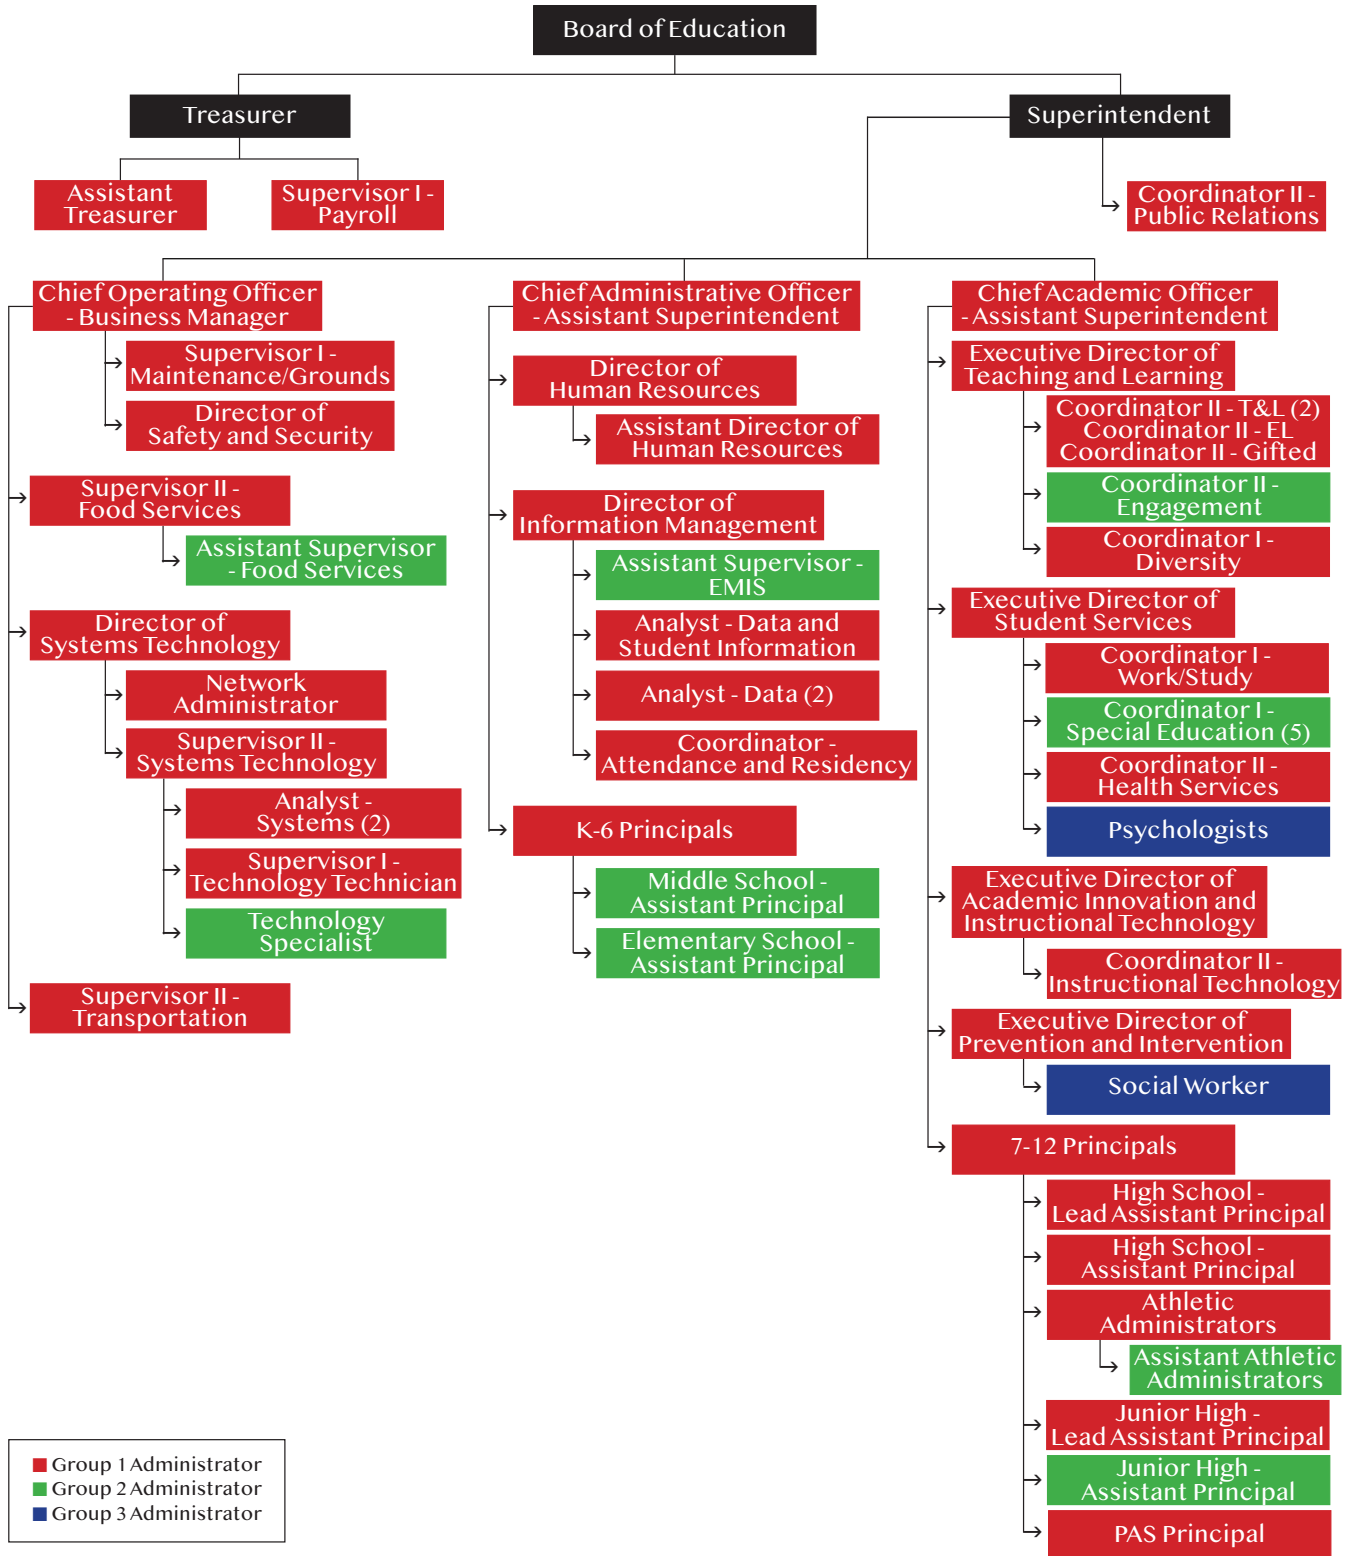 Board of Education
Treasurer
Superintendent
Assistant
Treasurer
Supervisor I -
Payroll
Coordinator II -
Public Relations
Chief Operating Officer
- Business Manager
Supervisor I -
Maintenance/Grounds
Director of
Safety and Security
Supervisor II -
Food Services
Assistant Supervisor
- Food Services
Director of
Systems Technology
Network
Administrator
Supervisor II -
Systems Technology
Analyst -
Systems (2)
Supervisor I -
Technology Technician
Technology
Specialist
Supervisor II -
Transportation
Chief Administrative Officer
- Assistant Superintendent
Director of
Human Resources
Assistant Director of
Human Resources
Director of
Information Management
Assistant Supervisor -
EMIS
Analyst - Data and
Student Information
Analyst - Data (2)
Coordinator -
Attendance and Residency
K-6 Principals
Middle School -
Assistant Principal
Elementary School -
Assistant Principal
Chief Academic Officer
- Assistant Superintendent
Executive Director of
Teaching and Learning
Coordinator II - T&L (2)
Coordinator II - EL
Coordinator II - Gifted
Coordinator II -
Engagement
Coordinator I -
Diversity
Executive Director of
Student Services
Coordinator I -
Work/Study
Coordinator I -
Special Education (5)
Coordinator II -
Health Services
Psychologists
Executive Director of
Academic Innovation and
Instructional Technology
Coordinator II -
Instructional Technology
Executive Director of
Prevention and Intervention
Social Worker
7-12 Principals
High School -
Lead Assistant Principal
High School -
Assistant Principal
Athletic
Administrators
Assistant Athletic
Administrators
Junior High -
Lead Assistant Principal
Junior High -
Assistant Principal
PAS Principal
Group 1 Administrator
Group 2 Administrator
Group 3 Administrator